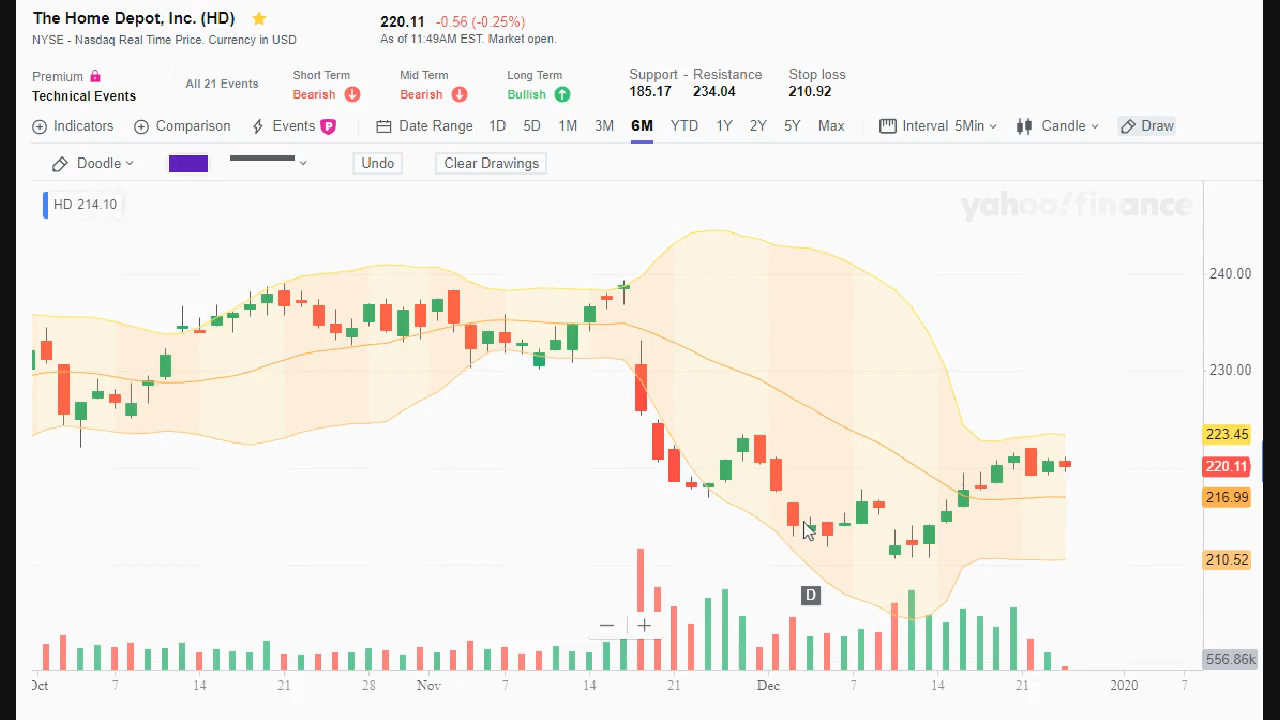 The Home Depot, Inc. (HD)
220.11 -0.56 (-0.25%)
NYSE - Nasdaq Real Time Price. Currency in USD
As of 11:49AM EST. Market open.
Premium
Technical Events
All 21 Events
Short Term
Bearish
Mid Term
Bearish
Long Term
Bullish
Support - Resistance
185.17 234.04
Stop loss
210.92
Indicators Comparison Events P Date Range 1D 5D 1M 3M 6M YTD 1Y 2Y 5Y Max Interval 5Min Candle Draw
Doodle Undo Clear Drawings
HD 214.10
yahoo!finance
240.00
230.00
223.45
220.11
216.99
210.52
D
556.86k
Oct 7 14 21 28 Nov 7 14 21 Dec 7 14 21 2020 7